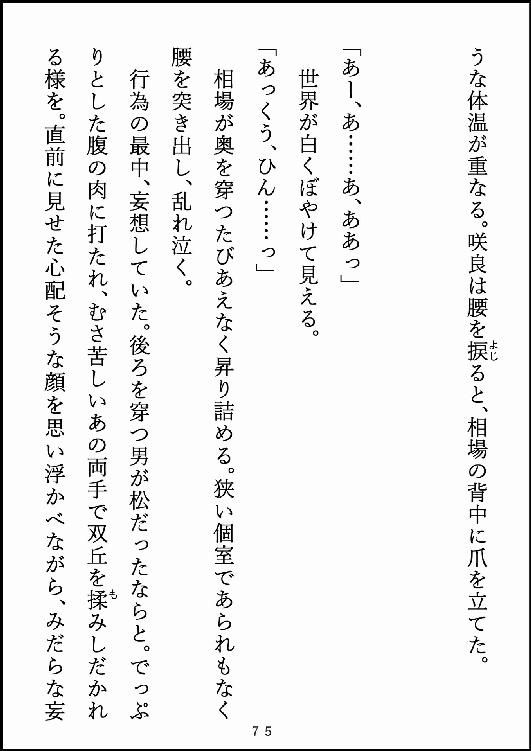 うな体温が重なる。咲良は腰を捩ると、相場の背中に爪を立てた。
よじ
「あー、あ……あ、ああっ」
世界が白くぼやけて見える。
「あっくう、ひん……っ」
相場が奥を穿つたびあえなく昇り詰める。狭い個室であられもなく
腰を突き出し、乱れ泣く。
行為の最中、妄想していた。後ろを穿つ男が松だったならと。でっぷ
りとした腹の肉に打たれ、むさ苦しいあの両手で双丘を揉みしだかれ
も
る様を。直前に見せた心配そうな顔を思い浮かべながら、みだらな妄
75